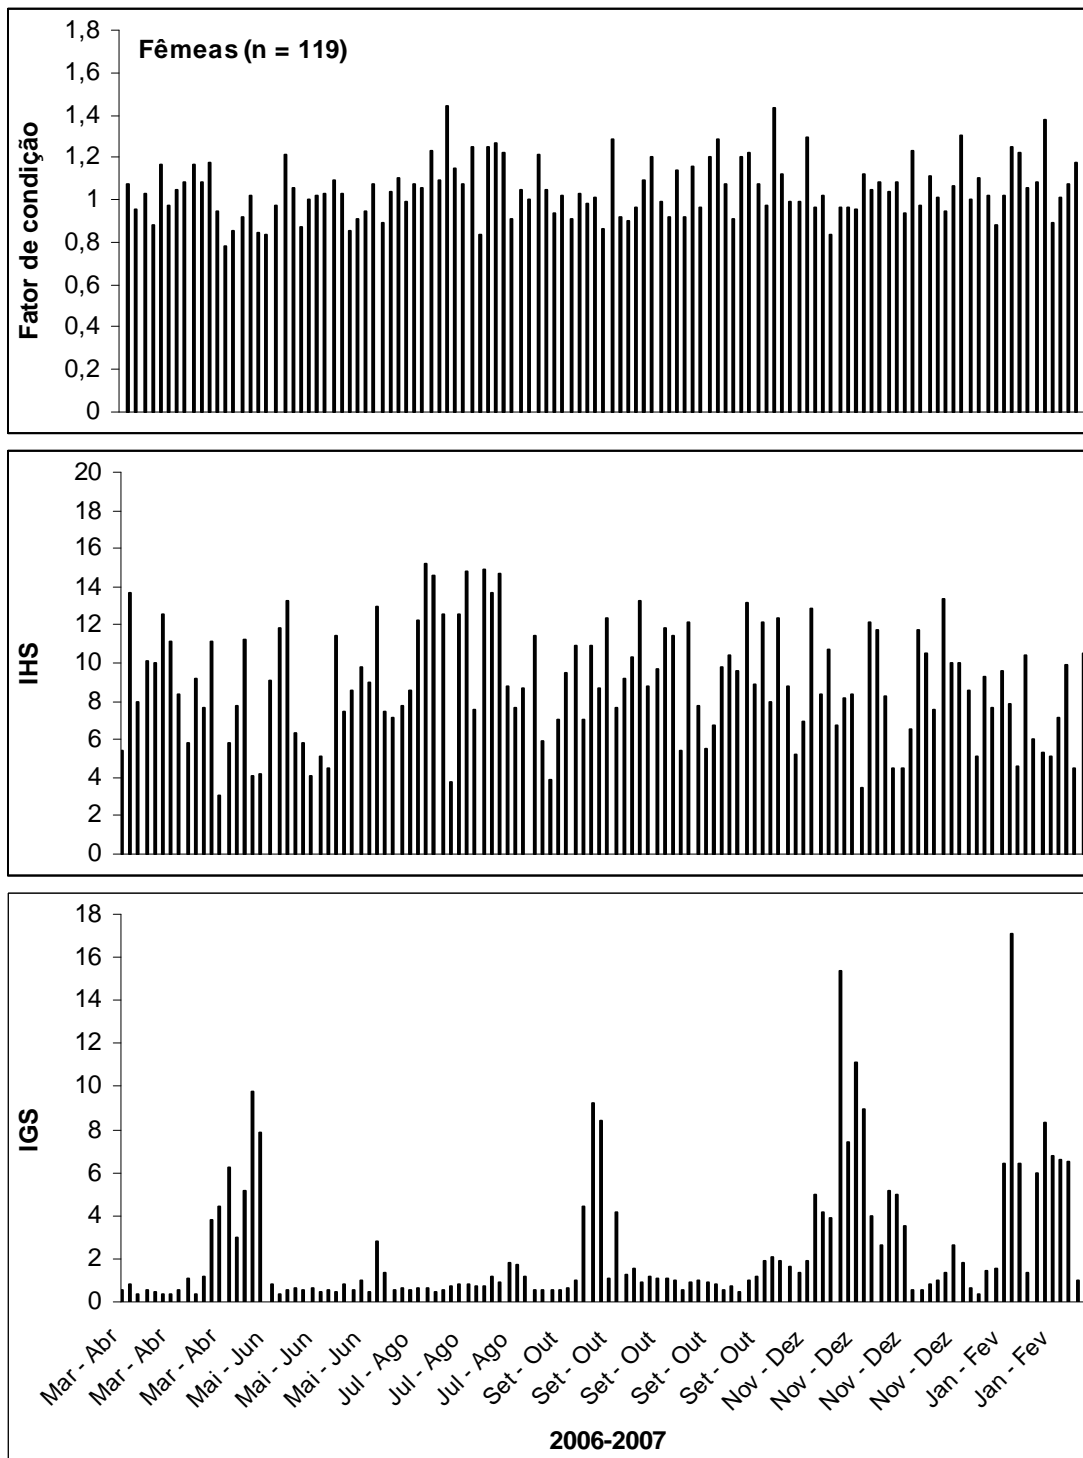 Fêmeas (n = 119)
Fator de condição
1,8
1,6
1,4
1,2
1
0,8
0,6
0,4
0,2
0
IHS
20
18
16
14
12
10
8
6
4
2
0
IGS
18
16
14
12
10
8
6
4
2
0
Mar - Abr
Mar - Abr
Mar - Abr
Mai - Jun
Mai - Jun
Mai - Jun
Jul - Ago
Jul - Ago
Jul - Ago
Set - Out
Set - Out
Set - Out
Set - Out
Set - Out
Nov - Dez
Nov - Dez
Nov - Dez
Nov - Dez
Jan - Fev
Jan - Fev
2006-2007